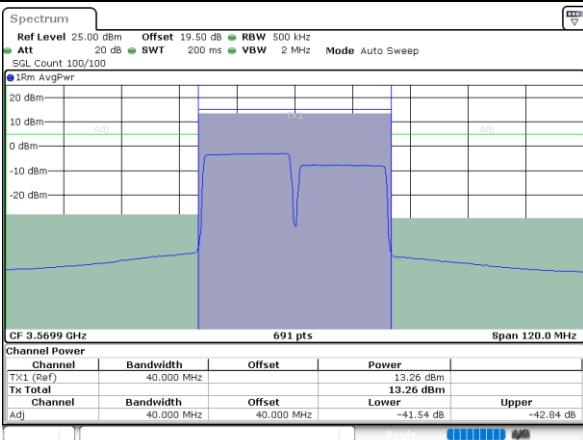 Spectrum
Ref Level 25.00 dBm Offset 19.50 dB RBW 500 kHz
Att 20 dB SWT 200 ms VBW 2 MHz Mode Auto Sweep
SGL Count 100/100
1Rm AvgPwr
20 dBm
TX1
10 dBm
Adj Adj
0 dBm
-10 dBm
-20 dBm
CF 3.5699 GHz 691 pts Span 120.0 MHz
Channel Power
Channel Bandwidth Offset Power
TX1 (Ref) 40.000 MHz 13.26 dBm
Tx Total 13.26 dBm
Channel Bandwidth Offset Lower Upper
Adj 40.000 MHz 40.000 MHz -41.54 dB -42.84 dB